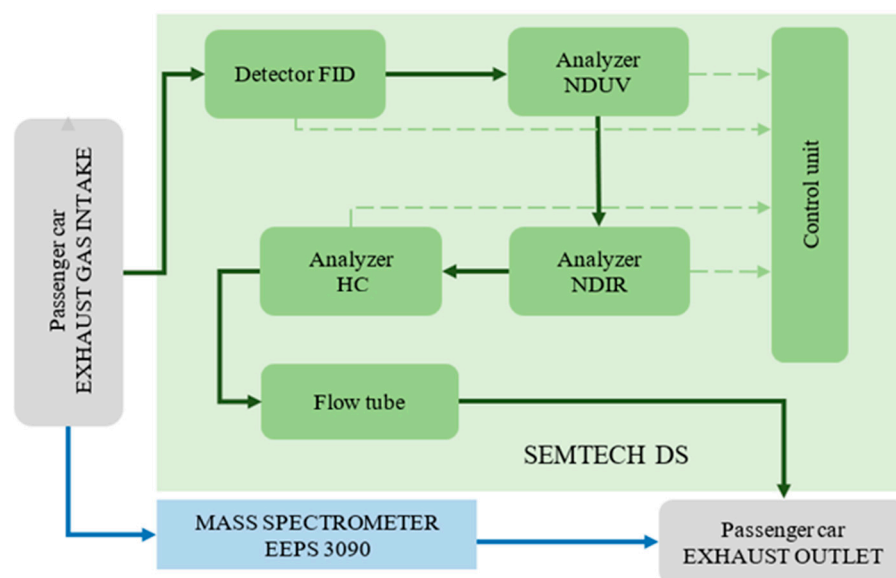 Detector FID
Analyzer
NDUV
Control unit
Passenger car
EXHAUST GAS INTAKE
Analyzer
HC
Analyzer
NDIR
Flow tube
SEMTECH DS
MASS SPECTROMETER
EEPS 3090
Passenger car
EXHAUST OUTLET